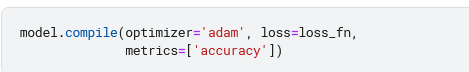 model.compile(optimizer='adam', loss=loss_fn,
              metrics=['accuracy'])